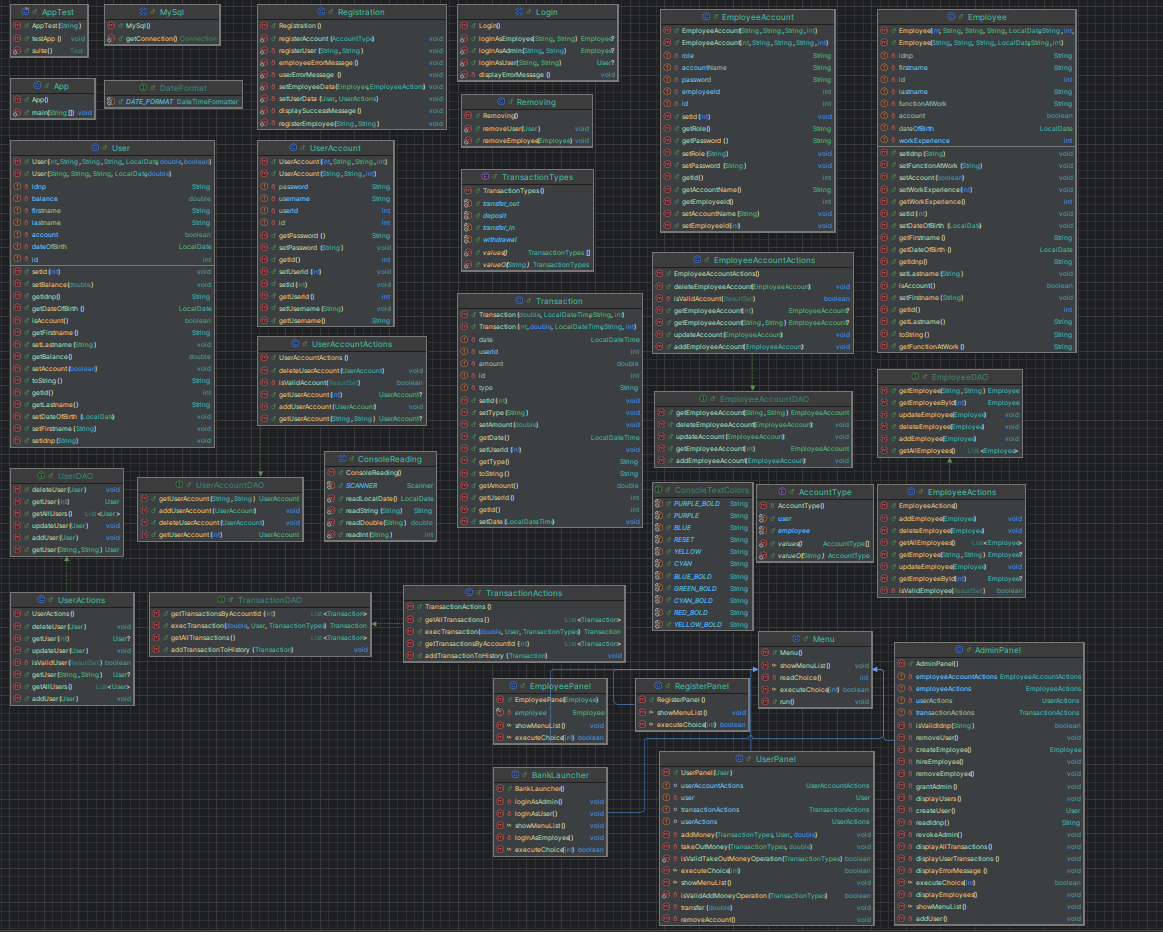 AppTest
AppTest(String)
testApp () void
suite() Test
MySql
MySql()
getConnection() Connection
App
App()
main(String[]) void
DateFormat
DATE_FORMAT DateTimeFormatter
Registration
Registration ()
registerAccount (AccountType) void
registerUser (String, String) void
employeeErrorMessage () void
userErrorMessage () void
setEmployeeData(Employee, EmployeeAction) void
setUserData (User, UserActions) void
displaySuccessMessage () void
registerEmployee(String, String) void
Login
Login()
logInAsEmployee(String, String) Employee?
logInAsAdmin(String, String) Employee?
logInAsUser(String, String) User?
displayErrorMessage () void
Removing
Removing()
removeUser(User) void
removeEmployee(Employee) void
TransactionTypes
TransactionTypes()
transfer_out
deposit
transfer_in
withdrawal
values() TransactionTypes []
valueOf(String) TransactionTypes
EmployeeAccount
EmployeeAccount(String, String, String, int)
EmployeeAccount(int, String, String, String, int)
role String
accountName String
password String
employeeId int
id int
setId(int) void
getRole() String
getPassword () String
setRole(String) void
setPassword (String) void
getId() int
getAccountName() String
getEmployeeId() int
setAccountName(String) void
setEmployeeId(int) void
Employee
Employee(int, String, String, String, LocalDate, String, int,
Employee(String, String, String, LocalDate, String, int)
idnp String
firstname String
id int
lastname String
functionAtWork String
account boolean
dateOfBirth LocalDate
workExperience int
setIdnp(String) void
setFunctionAtWork (String) void
setAccount(boolean) void
setWorkExperience(int) void
getWorkExperience() int
setId (int) void
setDateOfBirth (LocalDate) void
getFirstname() String
getDateOfBirth () LocalDate
getIdnp() String
setLastname(String) void
isAccount() boolean
setFirstname(String) void
getId() int
getLastname() String
toString () String
getFunctionAtWork () String
User
User(int, String, String, String, LocalDate, double, boolean)
User(String, String, String, LocalDate, double)
idnp String
balance double
firstname String
lastname String
account boolean
dateOfBirth LocalDate
id int
setId (int) void
setBalance(double) void
getIdnp() String
getDateOfBirth () LocalDate
isAccount() boolean
getFirstname() String
setLastname(String) void
getBalance() double
setAccount(boolean) void
toString () String
getId() int
getLastname() String
setDateOfBirth (LocalDate) void
setFirstname(String) void
setIdnp(String) void
UserAccount
UserAccount(int, String, String, int)
UserAccount(String, String, int)
password String
username String
userId int
id int
getPassword () String
setPassword (String) void
getId() int
setUserId (int) void
setId (int) void
getUserId () int
setUsername (String) void
getUsername() String
UserAccountActions
UserAccountActions ()
deleteUserAccount(UserAccount) void
isValidAccount(ResultSet) boolean
getUserAccount(int) UserAccount?
addUserAccount(UserAccount) void
getUserAccount(String, String) UserAccount?
Transaction
Transaction (double, LocalDateTime, String, int)
Transaction (int, double, LocalDateTime, String, int)
date LocalDateTime
userId int
amount double
id int
type String
setId (int) void
setType (String) void
setAmount(double) void
getDate() LocalDateTime
setUserId (int) void
getType() String
toString () String
getAmount() double
getUserId () int
getId() int
setDate (LocalDateTime) void
EmployeeAccountActions
EmployeeAccountActions()
deleteEmployeeAccount(EmployeeAccount) void
isValidAccount(ResultSet) boolean
getEmployeeAccount(int) EmployeeAccount?
getEmployeeAccount(String, String) EmployeeAccount?
updateAccount(EmployeeAccount) void
addEmployeeAccount(EmployeeAccount) void
EmployeeAccountDAO
getEmployeeAccount(String, String) EmployeeAccount
deleteEmployeeAccount(EmployeeAccount) void
updateAccount(EmployeeAccount) void
getEmployeeAccount(int) EmployeeAccount
addEmployeeAccount(EmployeeAccount) void
EmployeeDAO
getEmployee(String, String) Employee
getEmployeeById(int) Employee
updateEmployee(Employee) void
deleteEmployee(Employee) void
addEmployee(Employee) void
getAllEmployees() List<Employee>
UserDAO
deleteUser(User) void
getUser(int) User
getAllUsers() List<User>
updateUser(User) void
addUser(User) void
getUser(String, String) User
UserAccountDAO
getUserAccount(String, String) UserAccount
addUserAccount(UserAccount) void
deleteUserAccount(UserAccount) void
getUserAccount(int) UserAccount
ConsoleReading
ConsoleReading()
SCANNER Scanner
readLocalDate() LocalDate
readString(String) String
readDouble(String) double
readInt(String) int
ConsoleTextColors
PURPLE_BOLD String
PURPLE String
BLUE String
RESET String
YELLOW String
CYAN String
BLUE_BOLD String
GREEN_BOLD String
CYAN_BOLD String
RED_BOLD String
YELLOW_BOLD String
AccountType
AccountType()
user
employee
values() AccountType[]
valueOf(String) AccountType
EmployeeActions
EmployeeActions()
addEmployee(Employee) void
deleteEmployee(Employee) void
getAllEmployees() List<Employee>
getEmployee(String, String) Employee?
updateEmployee(Employee) void
getEmployeeById(int) Employee?
isValidEmployee(ResultSet) boolean
UserActions
UserActions()
deleteUser(User) void
getUser(int) User?
updateUser(User) void
isValidUser(ResultSet) boolean
getUser(String, String) User?
getAllUsers() List<User>
addUser(User) void
TransactionDAO
getTransactionsByAccountId (int) List<Transaction>
execTransaction(double, User, TransactionTypes) Transaction
getAllTransactions() List<Transaction>
addTransactionToHistory (Transaction) void
TransactionActions
TransactionActions ()
getAllTransactions() List<Transaction>
execTransaction(double, User, TransactionTypes) Transaction
getTransactionsByAccountId (int) List<Transaction>
addTransactionToHistory (Transaction) void
Menu
Menu()
showMenuList() void
readChoice() int
executeChoice(int) boolean
run() void
EmployeePanel
EmployeePanel(Employee)
employee Employee
showMenuList() void
executeChoice(int) boolean
RegisterPanel
RegisterPanel()
showMenuList() void
executeChoice(int) boolean
BankLauncher
BankLauncher()
logInAsAdmin() void
logInAsUser() void
showMenuList() void
logInAsEmployee() void
executeChoice(int) boolean
UserPanel
UserPanel(User)
userAccountActions UserAccountActions
user User
transactionActions TransactionActions
userActions UserActions
addMoney(TransactionTypes, User, double) void
takeOutMoney(TransactionTypes, double) void
isValidTakeOutMoneyOperation(TransactionTypes) boolean
executeChoice(int) boolean
showMenuList() void
isValidAddMoneyOperation(TransactionTypes) boolean
transfer (double) void
removeAccount() void
AdminPanel
AdminPanel()
employeeAccountActions EmployeeAccountActions
employeeActions EmployeeActions
userActions UserActions
transactionActions TransactionActions
isValidIdnp(String) boolean
removeUser() void
createEmployee() Employee
hireEmployee() void
removeEmployee() void
grantAdmin () void
displayUsers() void
createUser() User
readIdnp() String
revokeAdmin() void
displayAllTransactions() void
displayUserTransactions () void
displayErrorMessage () void
executeChoice(int) boolean
displayEmployees() void
showMenuList() void
addUser() void